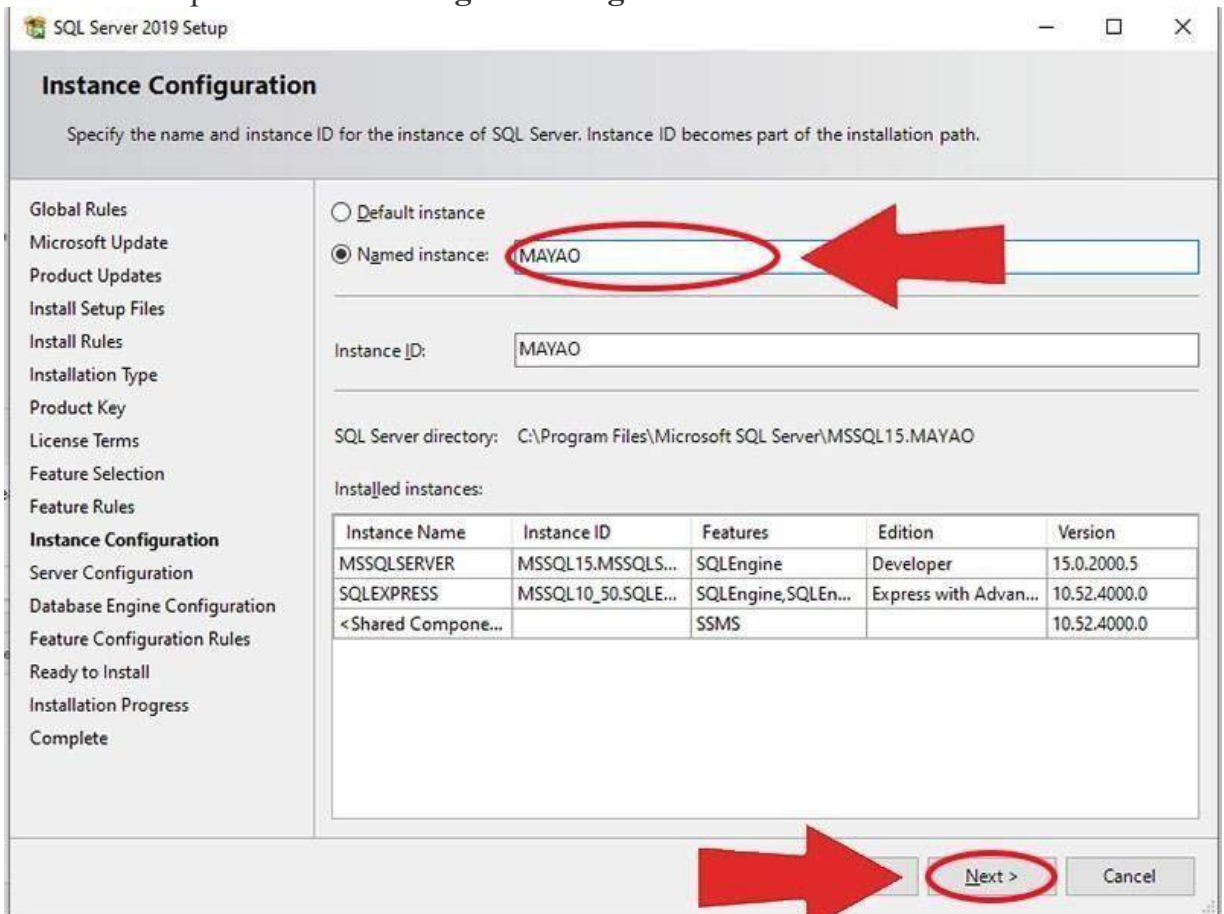 SQL Server 2019 Setup
Instance Configuration
Specify the name and instance ID for the instance of SQL Server. Instance ID becomes part of the installation path.
Global Rules
Microsoft Update
Product Updates
Install Setup Files
Install Rules
Installation Type
Product Key
License Terms
Feature Selection
Feature Rules
Instance Configuration
Server Configuration
Database Engine Configuration
Feature Configuration Rules
Ready to Install
Installation Progress
Complete
Default instance
Named instance: MAYAO
Instance ID: MAYAO
SQL Server directory: C:\Program Files\Microsoft SQL Server\MSSQL15.MAYAO
Installed instances:
Instance Name Instance ID Features Edition Version
MSSQLSERVER MSSQL15.MSSQLS... SQLEngine Developer 15.0.2000.5
SQLEXPRESS MSSQL10_50.SQLE... SQLEngine,SQLEn... Express with Advan... 10.52.4000.0
<Shared Compone... SSMS 10.52.4000.0
Next > Cancel